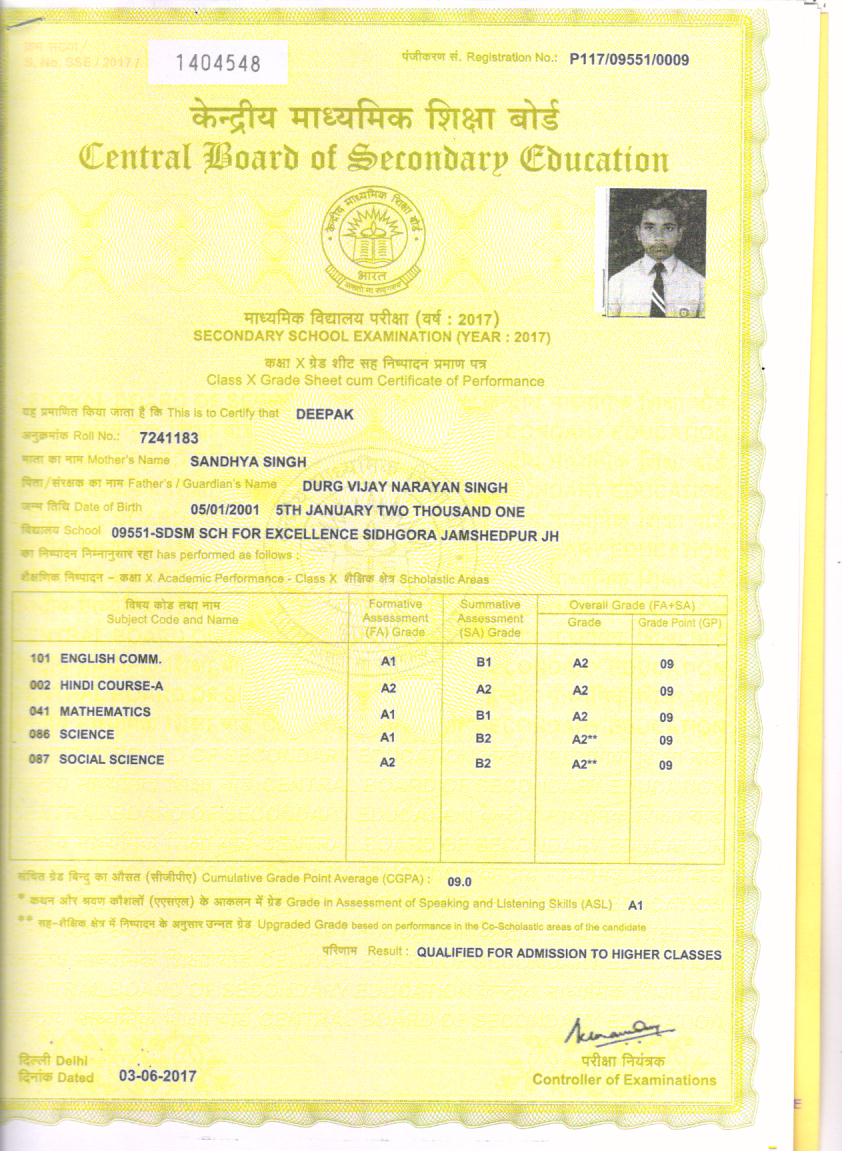 क्रम संख्या /
S. No. SSE / 2017 /
1404548
पंजीकरण सं. Registration No.: P117/09551/0009
केन्द्रीय माध्यमिक शिक्षा बोर्ड
Central Board of Secondary Education
केन्द्रीय माध्यमिक शिक्षा बोर्ड
भारत
असतो मा सद्गमय
माध्यमिक विद्यालय परीक्षा (वर्ष : 2017)
SECONDARY SCHOOL EXAMINATION (YEAR : 2017)
कक्षा X ग्रेड शीट सह निष्पादन प्रमाण पत्र
Class X Grade Sheet cum Certificate of Performance
यह प्रमाणित किया जाता है कि This is to Certify that DEEPAK
अनुक्रमांक Roll No.: 7241183
माता का नाम Mother's Name SANDHYA SINGH
पिता/संरक्षक का नाम Father's / Guardian's Name DURG VIJAY NARAYAN SINGH
जन्म तिथि Date of Birth 05/01/2001 5TH JANUARY TWO THOUSAND ONE
विद्यालय School 09551-SDSM SCH FOR EXCELLENCE SIDHGORA JAMSHEDPUR JH
का निष्पादन निम्नानुसार रहा has performed as follows :
शैक्षणिक निष्पादन – कक्षा X Academic Performance - Class X शैक्षिक क्षेत्र Scholastic Areas
विषय कोड तथा नाम
Subject Code and Name
Formative Assessment (FA) Grade
Summative Assessment (SA) Grade
Overall Grade (FA+SA)
Grade Grade Point (GP)
101 ENGLISH COMM. A1 B1 A2 09
002 HINDI COURSE-A A2 A2 A2 09
041 MATHEMATICS A1 B1 A2 09
086 SCIENCE A1 B2 A2** 09
087 SOCIAL SCIENCE A2 B2 A2** 09
संचित ग्रेड बिन्दु का औसत (सीजीपीए) Cumulative Grade Point Average (CGPA) : 09.0
* कथन और श्रवण कौशलों (एएसएल) के आकलन में ग्रेड Grade in Assessment of Speaking and Listening Skills (ASL) A1
** सह-शैक्षिक क्षेत्र में निष्पादन के अनुसार उन्नत ग्रेड Upgraded Grade based on performance in the Co-Scholastic areas of the candidate
परिणाम Result : QUALIFIED FOR ADMISSION TO HIGHER CLASSES
दिल्ली Delhi
दिनांक Dated 03-06-2017
परीक्षा नियंत्रक
Controller of Examinations